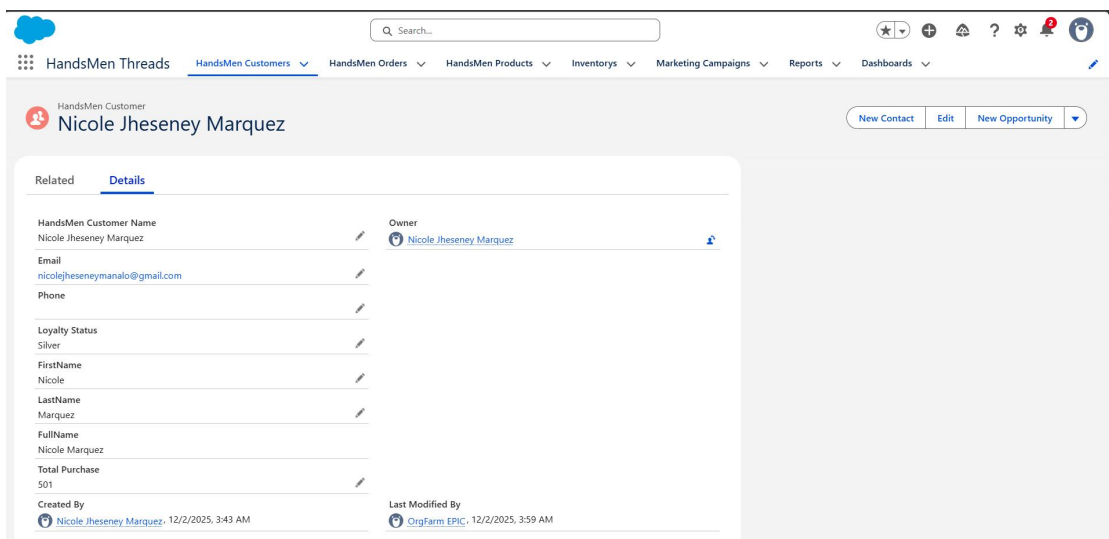 Search...
2
HandsMen Threads HandsMen Customers HandsMen Orders HandsMen Products Inventorys Marketing Campaigns Reports Dashboards
HandsMen Customer
Nicole Jheseney Marquez
New Contact Edit New Opportunity
Related Details
HandsMen Customer Name
Nicole Jheseney Marquez
Owner
Nicole Jheseney Marquez
Email
nicolejheseneymanalo@gmail.com
Phone
Loyalty Status
Silver
FirstName
Nicole
LastName
Marquez
FullName
Nicole Marquez
Total Purchase
501
Created By
Nicole Jheseney Marquez, 12/2/2025, 3:43 AM
Last Modified By
OrgFarm EPIC, 12/2/2025, 3:59 AM